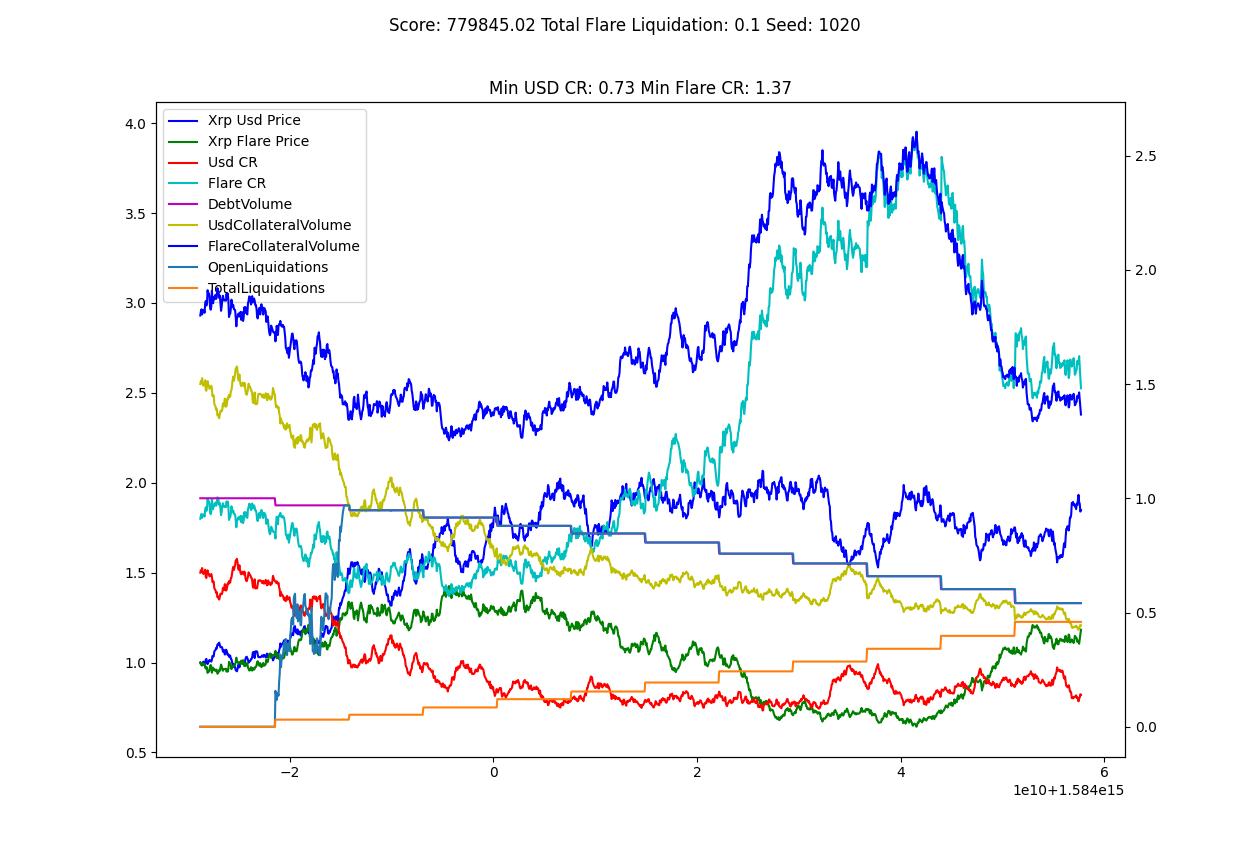 Score: 779845.02 Total Flare Liquidation: 0.1 Seed: 1020
Min USD CR: 0.73 Min Flare CR: 1.37
Xrp Usd Price
Xrp Flare Price
Usd CR
Flare CR
DebtVolume
UsdCollateralVolume
FlareCollateralVolume
OpenLiquidations
TotalLiquidations
4.0
3.5
3.0
2.5
2.0
1.5
1.0
0.5
2.5
2.0
1.5
1.0
0.5
0.0
−2 0 2 4 6
1e10+1.584e15